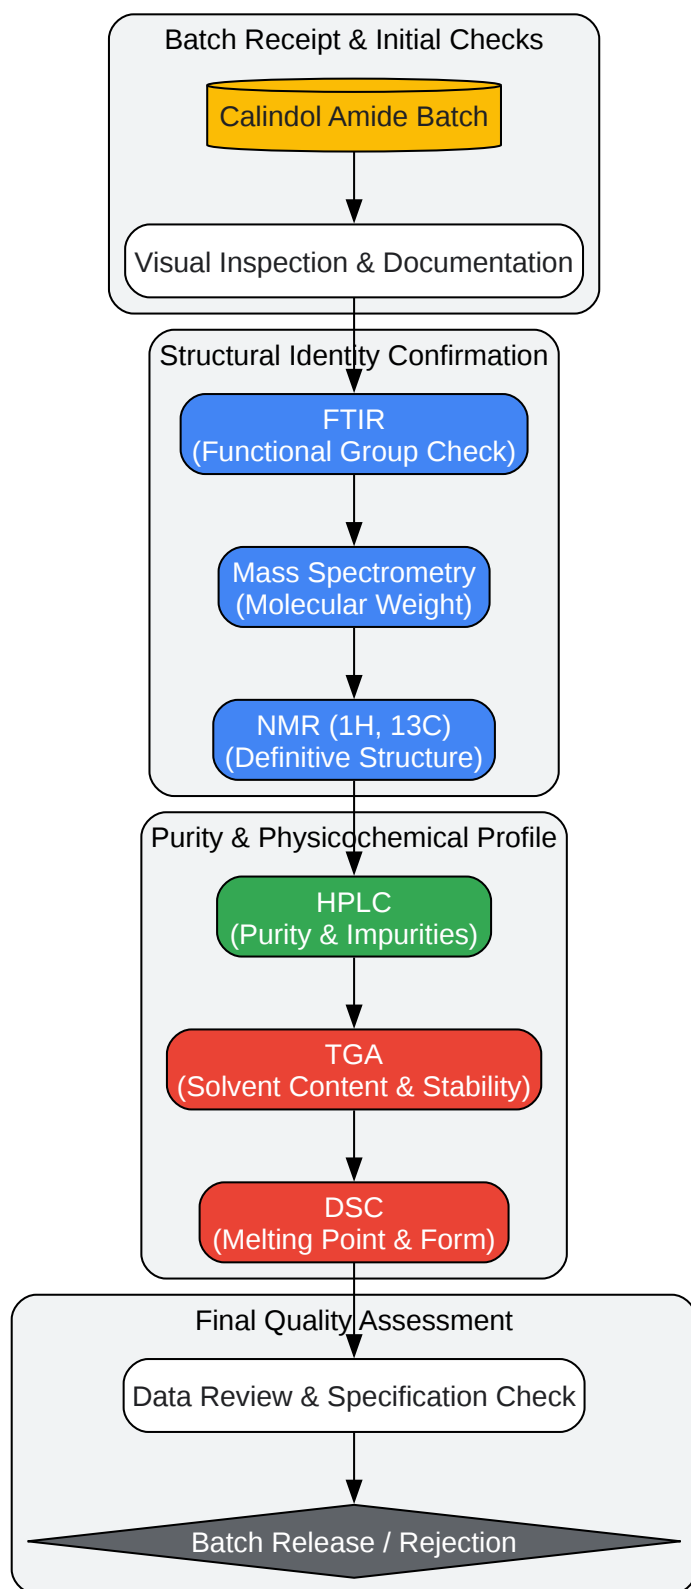 Batch Receipt & Initial Checks
Calindol Amide Batch
Visual Inspection & Documentation
Structural Identity Confirmation
FTIR
(Functional Group Check)
Mass Spectrometry
(Molecular Weight)
NMR (1H, 13C)
(Definitive Structure)
Purity & Physicochemical Profile
HPLC
(Purity & Impurities)
TGA
(Solvent Content & Stability)
DSC
(Melting Point & Form)
Final Quality Assessment
Data Review & Specification Check
Batch Release / Rejection